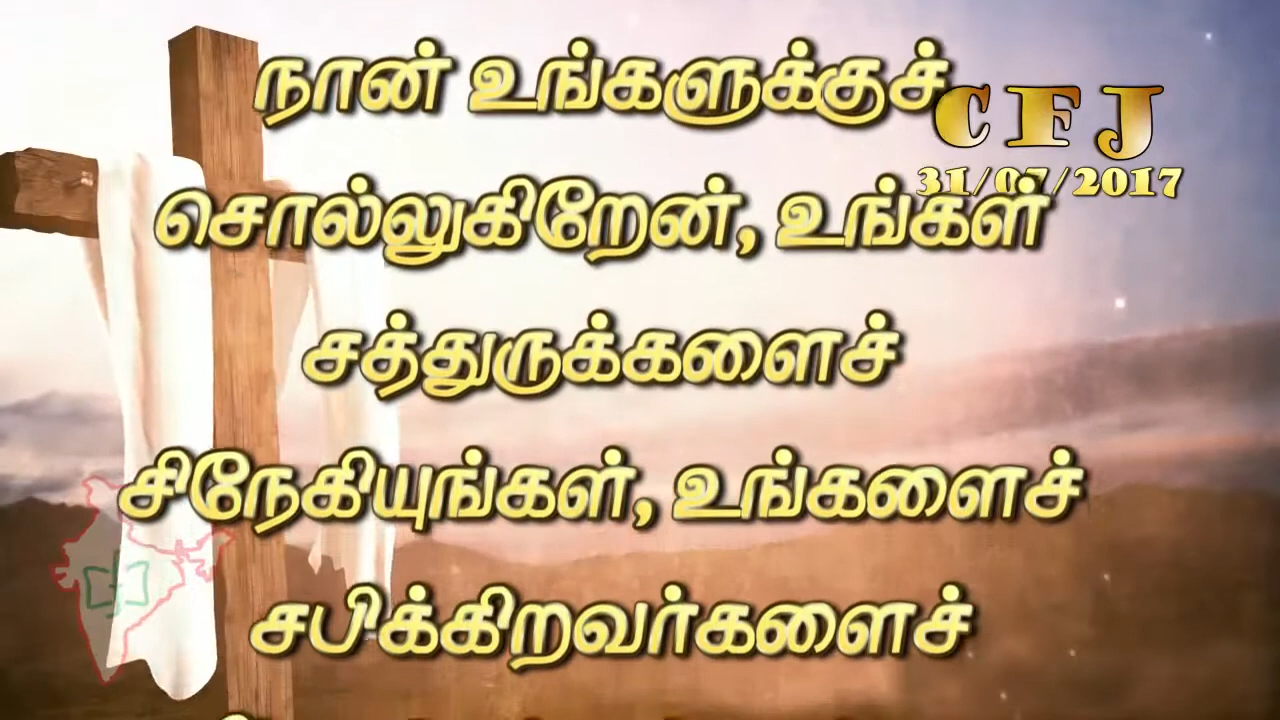 நான் உங்களுக்குச்
CFJ
31/07/2017
சொல்லுகிறேன், உங்கள்
சத்துருக்களைச்
சிநேகியுங்கள், உங்களைச்
சபிக்கிறவர்களைச்